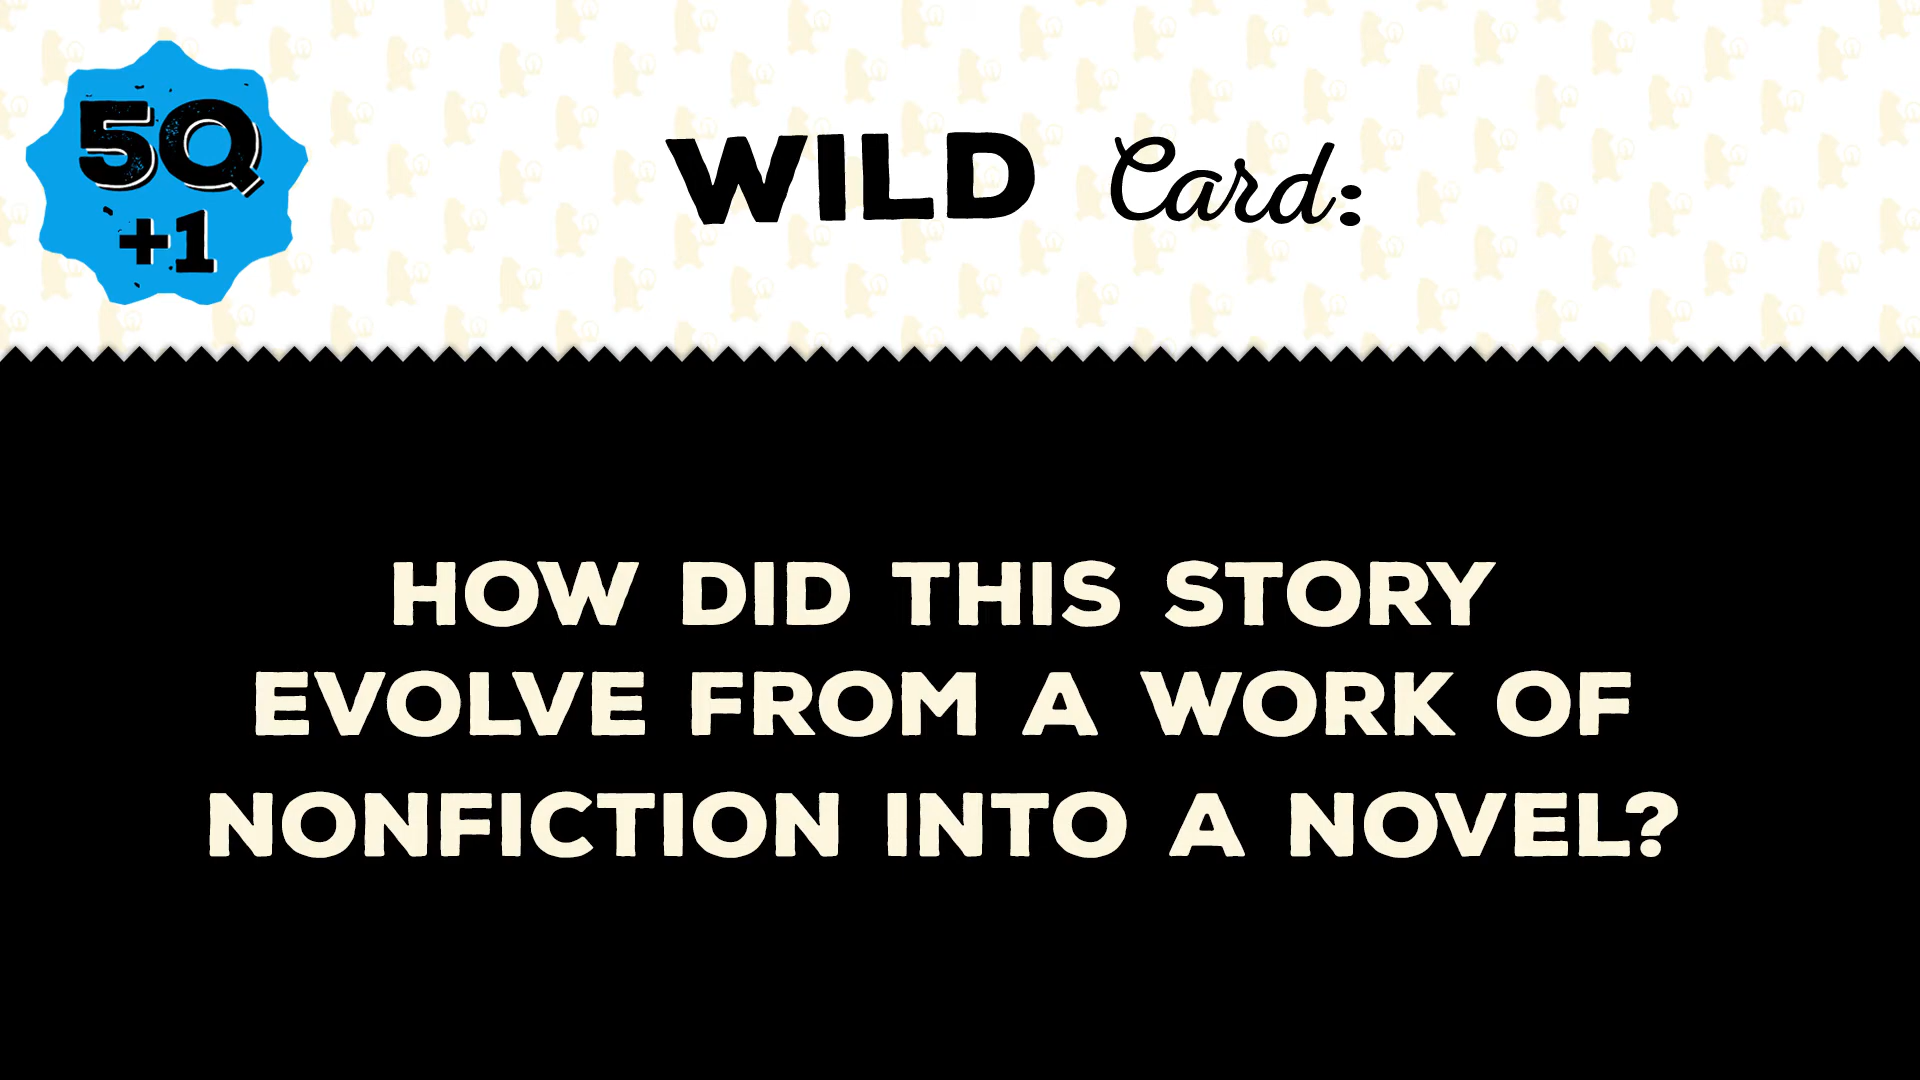 5Q
+1
WILD Card:
HOW DID THIS STORY
EVOLVE FROM A WORK OF
NONFICTION INTO A NOVEL?